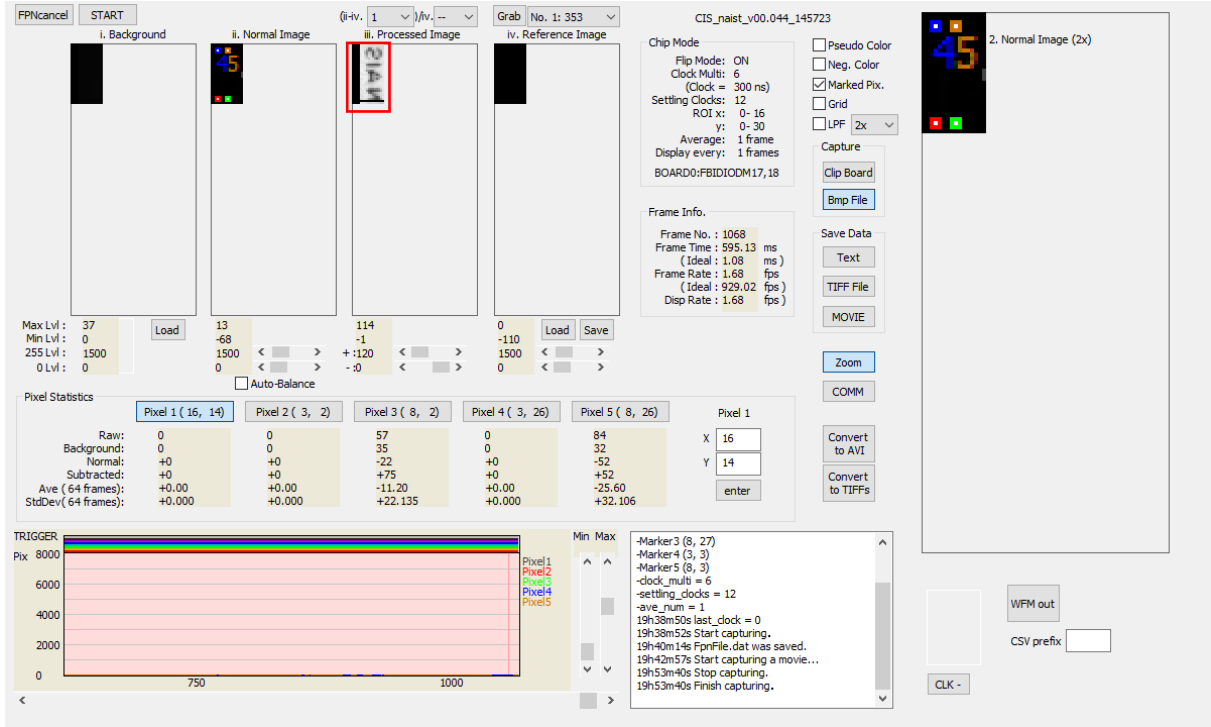 FPNcancel START (ii-iv. 1 )/iv. -- Grab No. 1: 353 CIS_naist_v00.044_145723
i. Background ii. Normal Image iii. Processed Image iv. Reference Image
45
2. Normal Image (2x)
45
Chip Mode
Flip Mode: ON
Clock Multi: 6
(Clock = 300 ns)
Settling Clocks: 12
ROI x: 0- 16
y: 0- 30
Average: 1 frame
Display every: 1 frames
BOARD0:FBIDIODM17,18
Pseudo Color
Neg. Color
Marked Pix.
Grid
LPF 2x
Capture
Clip Board
Bmp File
Frame Info.
Frame No. : 1068
Frame Time : 595.13 ms
( Ideal : 1.08 ms )
Frame Rate : 1.68 fps
( Ideal : 929.02 fps )
Disp Rate : 1.68 fps )
Save Data
Text
TIFF File
MOVIE
Zoom
COMM
Convert to AVI
Convert to TIFFs
Max Lvl : 37 Load 13 114 0 Load Save
Min Lvl : 0 -68 -1 -110
255 Lvl : 1500 1500 < > + :120 < > 1500 < >
0 Lvl : 0 0 < > - :0 < > 0 < >
Auto-Balance
Pixel Statistics
Pixel 1 ( 16, 14) Pixel 2 ( 3, 2) Pixel 3 ( 8, 2) Pixel 4 ( 3, 26) Pixel 5 ( 8, 26) Pixel 1
Raw: 0 0 57 0 84 X 16
Background: 0 0 35 0 32
Normal: +0 +0 -22 +0 -52 Y 14
Subtracted: +0 +0 +75 +0 +52
Ave ( 64 frames): +0.00 +0.00 -11.20 +0.00 -25.60 enter
StdDev( 64 frames): +0.000 +0.000 +22.135 +0.000 +32.106
TRIGGER Min Max
Pix 8000
6000
4000
2000
0
750 1000
Pixel1
Pixel2
Pixel3
Pixel4
Pixel5
-Marker3 (8, 27)
-Marker4 (3, 3)
-Marker5 (8, 3)
-clock_multi = 6
-settling_clocks = 12
-ave_num = 1
19h38m50s last_clock = 0
19h38m52s Start capturing.
19h40m14s FpnFile.dat was saved.
19h42m57s Start capturing a movie...
19h53m40s Stop capturing.
19h53m40s Finish capturing.
WFM out
CSV prefix
CLK -